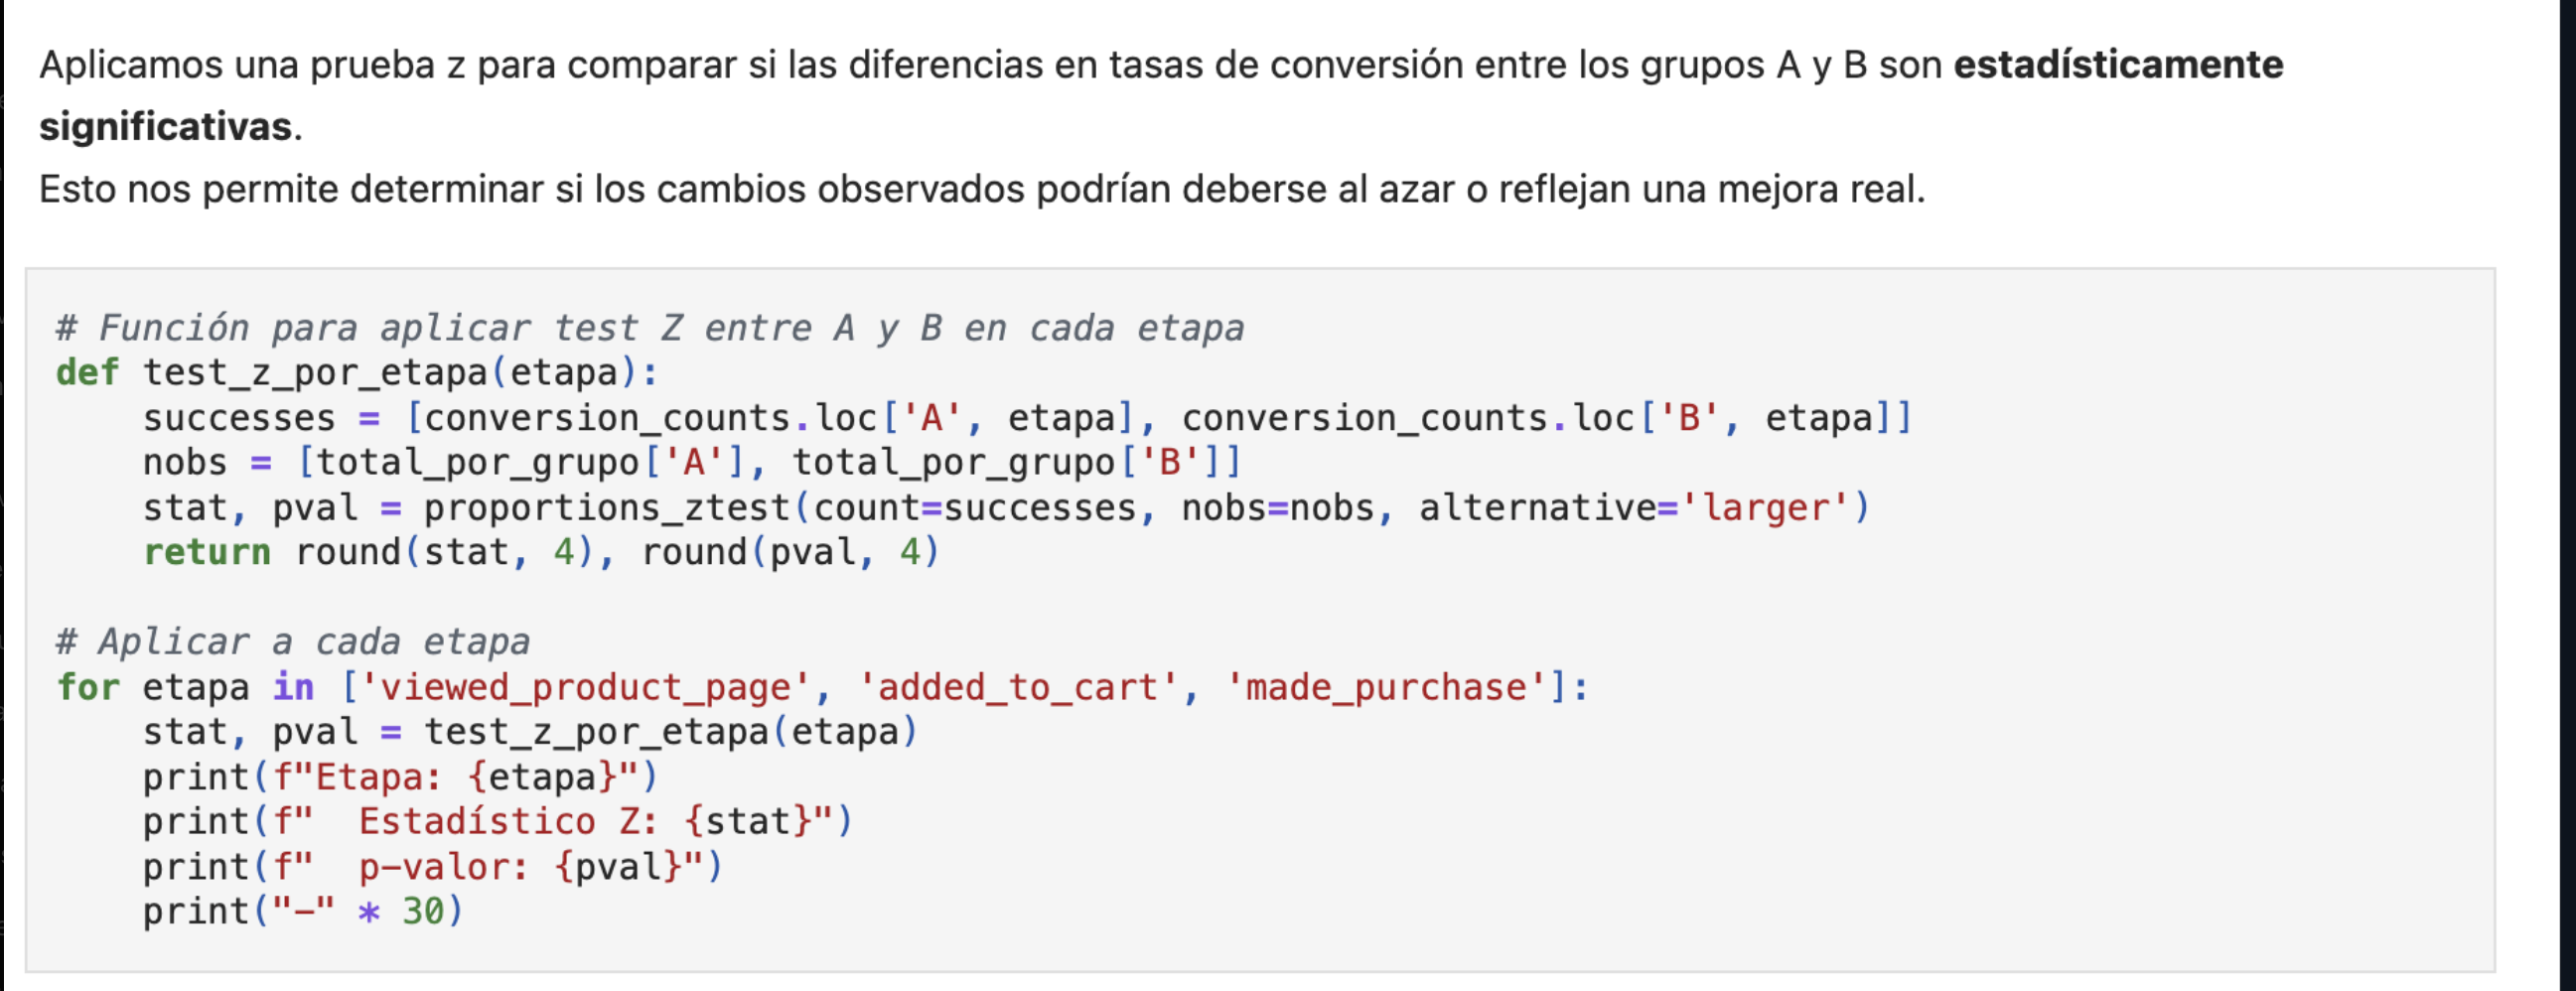 Aplicamos una prueba z para comparar si las diferencias en tasas de conversión entre los grupos A y B son estadísticamente
significativas.
Esto nos permite determinar si los cambios observados podrían deberse al azar o reflejan una mejora real.
# Función para aplicar test Z entre A y B en cada etapa
def test_z_por_etapa(etapa):
    successes = [conversion_counts.loc['A', etapa], conversion_counts.loc['B', etapa]]
    nobs = [total_por_grupo['A'], total_por_grupo['B']]
    stat, pval = proportions_ztest(count=successes, nobs=nobs, alternative='larger')
    return round(stat, 4), round(pval, 4)
# Aplicar a cada etapa
for etapa in ['viewed_product_page', 'added_to_cart', 'made_purchase']:
    stat, pval = test_z_por_etapa(etapa)
    print(f"Etapa: {etapa}")
    print(f"  Estadístico Z: {stat}")
    print(f"  p-valor: {pval}")
    print("-" * 30)